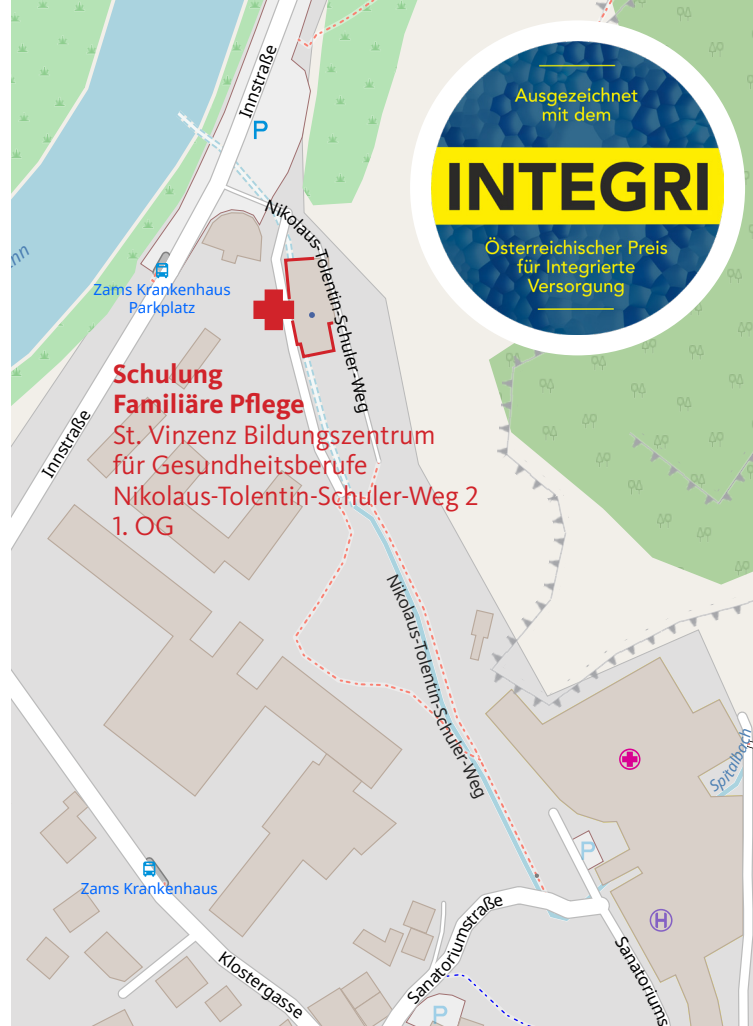 Innstraße
P
Ausgezeichnet
mit dem
INTEGRI
Österreichischer Preis
für Integrierte
Versorgung
Nikolaus-Tolentin-Schuler-Weg
Zams Krankenhaus
Parkplatz
Schulung
Familiäre Pflege
St. Vinzenz Bildungszentrum
für Gesundheitsberufe
Nikolaus-Tolentin-Schuler-Weg 2
1. OG
Innstraße
Nikolaus-Tolentin-Schuler-Weg
Spitalbach
P
Zams Krankenhaus
H
Sanatoriumstraße
Klostergasse
Sanatoriums
P